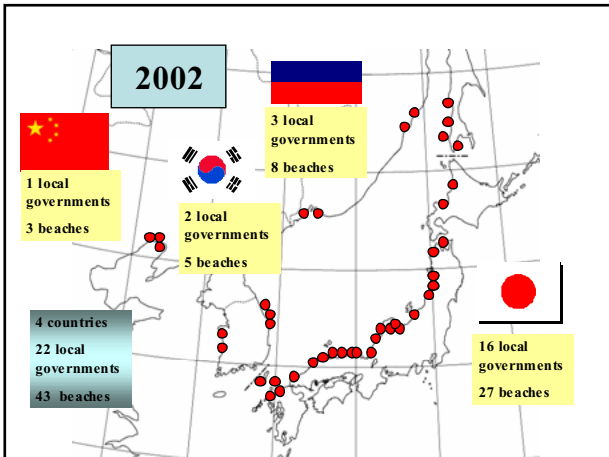 2002
3 local
governments
8 beaches
1 local
governments
3 beaches
2 local
governments
5 beaches
4 countries
22 local
governments
43 beaches
16 local
governments
27 beaches